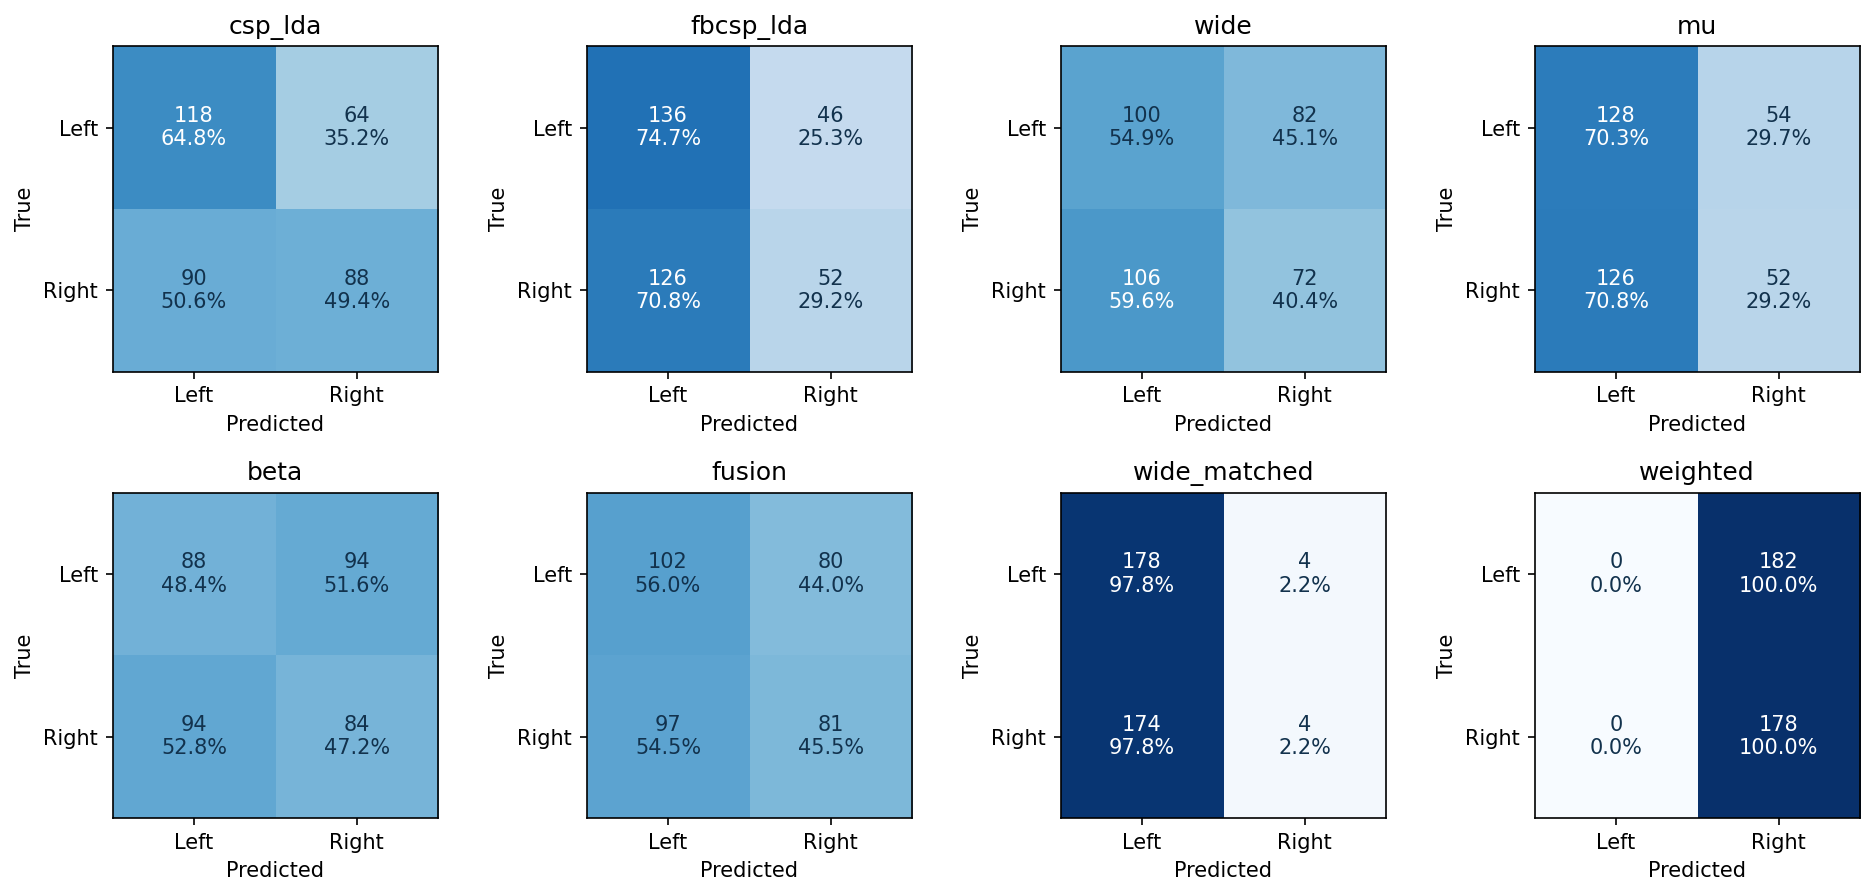 csp_lda
118
64.8%
64
35.2%
90
50.6%
88
49.4%
Left
Right
True
Left
Right
Predicted
fbcsp_lda
136
74.7%
46
25.3%
126
70.8%
52
29.2%
Left
Right
True
Left
Right
Predicted
wide
100
54.9%
82
45.1%
106
59.6%
72
40.4%
Left
Right
True
Left
Right
Predicted
mu
128
70.3%
54
29.7%
126
70.8%
52
29.2%
Left
Right
True
Left
Right
Predicted
beta
88
48.4%
94
51.6%
94
52.8%
84
47.2%
Left
Right
True
Left
Right
Predicted
fusion
102
56.0%
80
44.0%
97
54.5%
81
45.5%
Left
Right
True
Left
Right
Predicted
wide_matched
178
97.8%
4
2.2%
174
97.8%
4
2.2%
Left
Right
True
Left
Right
Predicted
weighted
0
0.0%
182
100.0%
0
0.0%
178
100.0%
Left
Right
True
Left
Right
Predicted